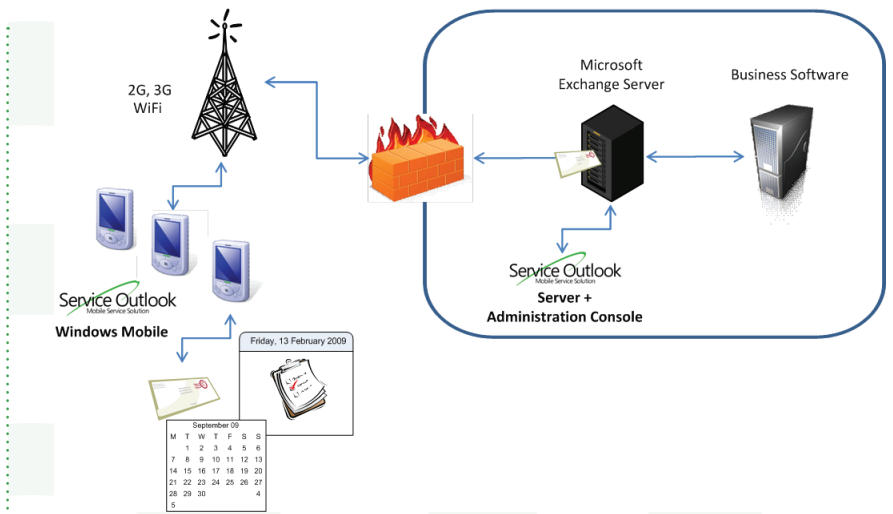 2G, 3G
WiFi
Microsoft
Exchange Server
Business Software
Service Outlook
Mobile Service Solution
Server +
Administration Console
Service Outlook
Mobile Service Solution
Windows Mobile
Friday, 13 February 2009
September 09
M T W T F S S
1 2 3 4 5 6
7 8 9 10 11 12 13
14 15 16 17 18 19 20
21 22 23 24 25 26 27
28 29 30 4
5